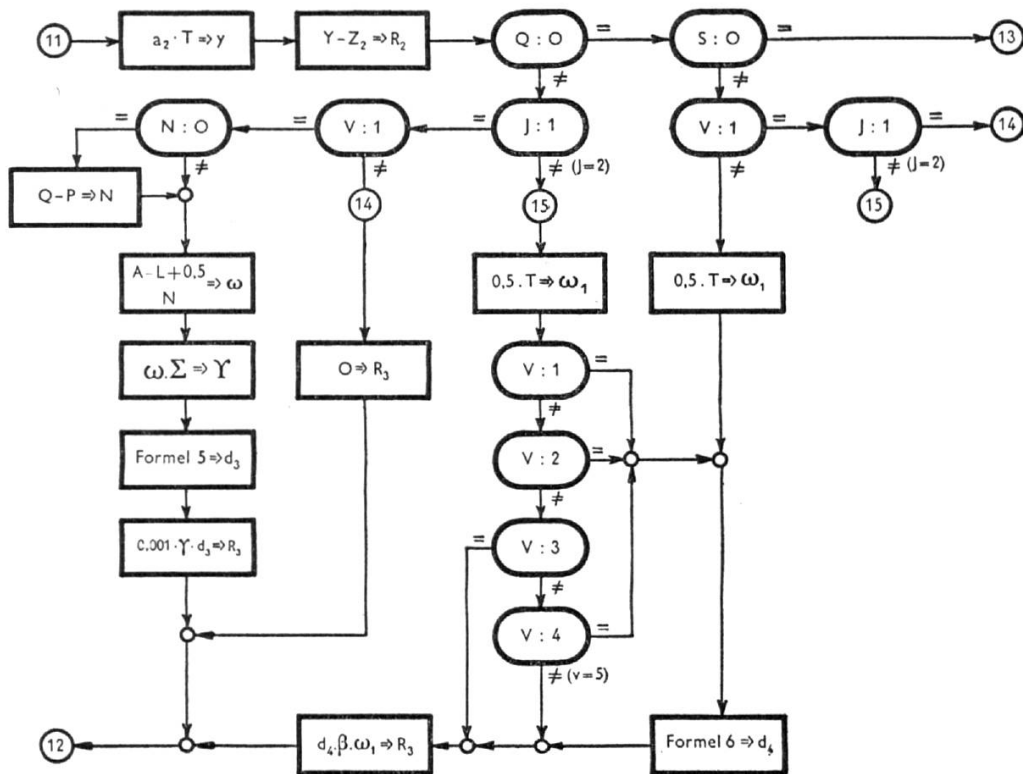 11
a₂ · T ⇒ y
Y – Z₂ ⇒ R₂
Q : O
=
S : O
=
13
≠
≠
=
N : O
=
V : 1
=
J : 1
V : 1
=
J : 1
=
14
≠
≠
≠ (J=2)
≠
≠ (J=2)
Q – P ⇒ N
14
15
15
A – L + 0,5
N
⇒ ω
0,5 . T ⇒ ω₁
0,5 . T ⇒ ω₁
ω.Σ ⇒ ϒ
O ⇒ R₃
V : 1
=
≠
Formel 5 ⇒ d₃
V : 2
=
≠
0.001 · ϒ · d₃ ⇒ R₃
=
V : 3
≠
V : 4
=
≠ (v=5)
12
d₄.β.ω₁ ⇒ R₃
Formel 6 ⇒ d₄